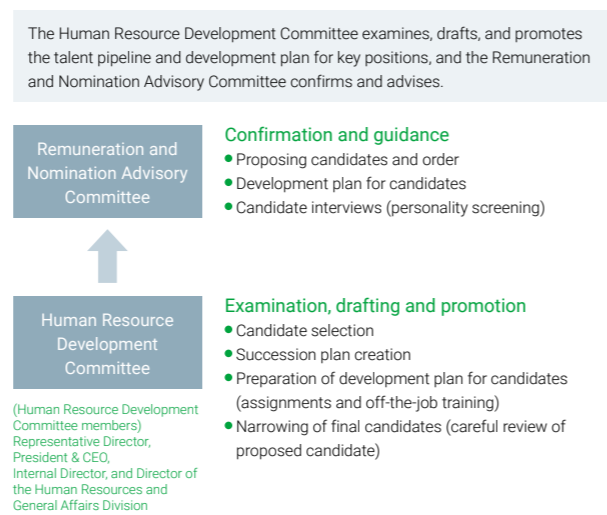 The Human Resource Development Committee examines, drafts, and promotes
the talent pipeline and development plan for key positions, and the Remuneration
and Nomination Advisory Committee confirms and advises.
Remuneration and
Nomination Advisory
Committee
Confirmation and guidance
● Proposing candidates and order
● Development plan for candidates
● Candidate interviews (personality screening)
Human Resource
Development
Committee
Examination, drafting and promotion
● Candidate selection
● Succession plan creation
● Preparation of development plan for candidates
(assignments and off-the-job training)
● Narrowing of final candidates (careful review of
proposed candidate)
(Human Resource Development
Committee members)
Representative Director,
President & CEO,
Internal Director, and Director of
the Human Resources and
General Affairs Division